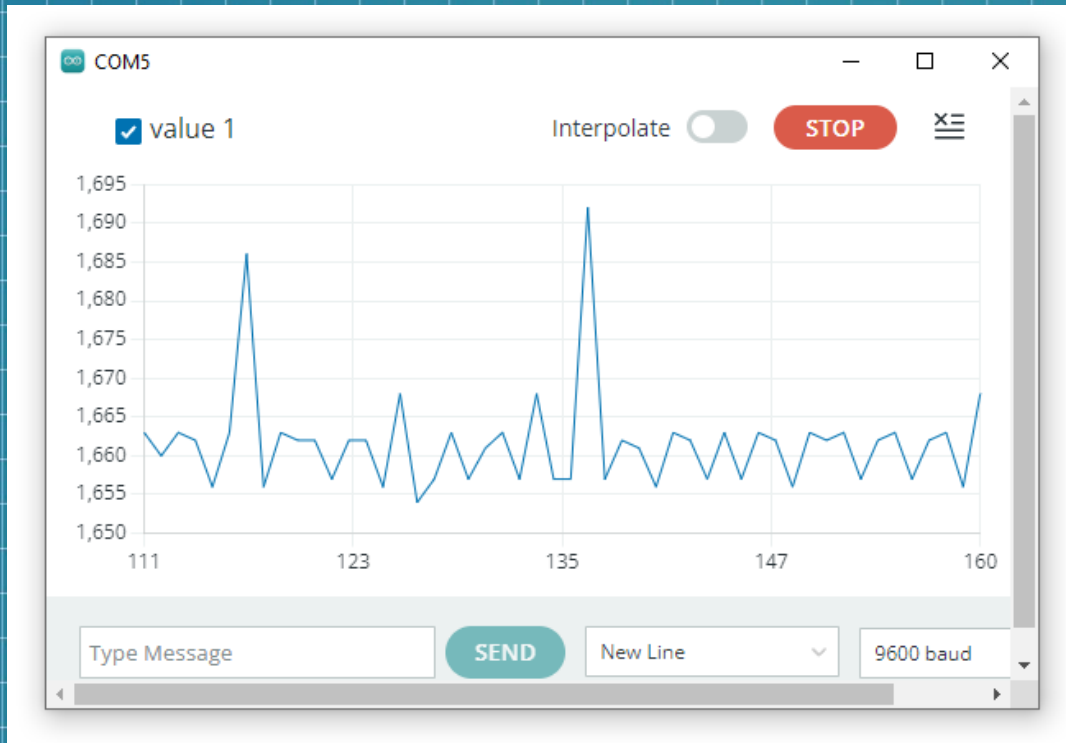 COM5
value 1
Interpolate
STOP
1,695
1,690
1,685
1,680
1,675
1,670
1,665
1,660
1,655
1,650
111 123 135 147 160
Type Message
SEND
New Line
9600 baud